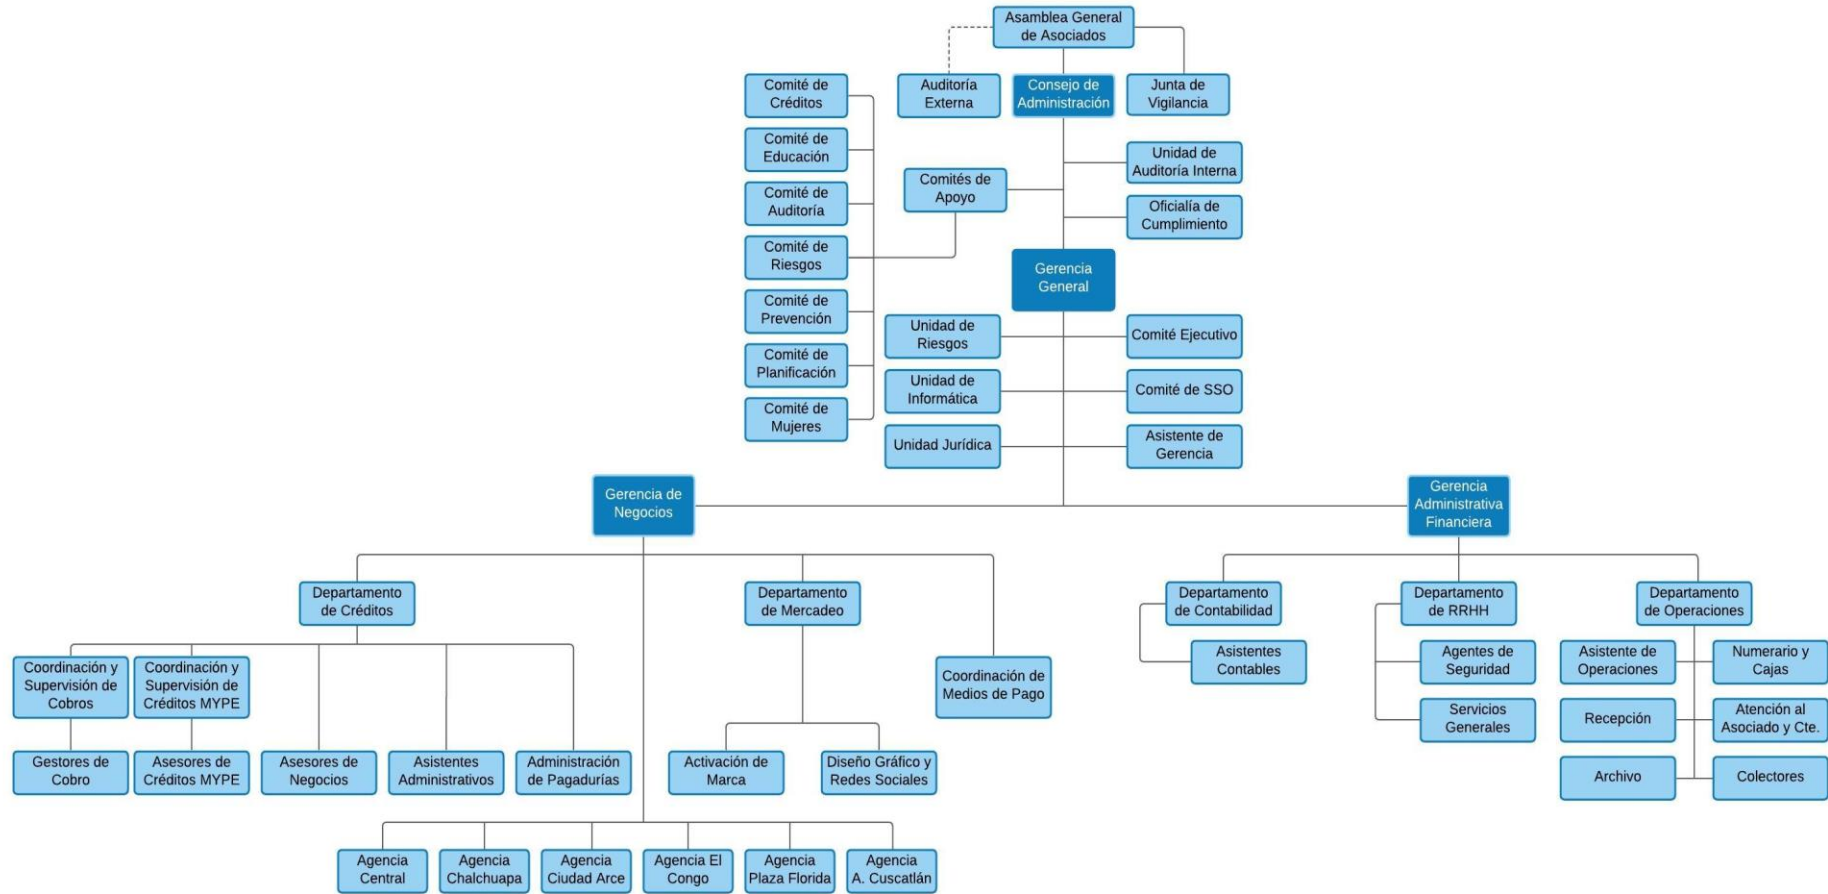 Asamblea General
de Asociados
Auditoría
Externa
Consejo de
Administración
Junta de
Vigilancia
Comité de
Créditos
Comité de
Educación
Comité de
Auditoría
Comité de
Riesgos
Comité de
Prevención
Comité de
Planificación
Comité de
Mujeres
Comités de
Apoyo
Unidad de
Auditoría Interna
Oficialía de
Cumplimiento
Gerencia
General
Unidad de
Riesgos
Comité Ejecutivo
Unidad de
Informática
Comité de SSO
Unidad Jurídica
Asistente de
Gerencia
Gerencia de
Negocios
Gerencia
Administrativa
Financiera
Departamento
de Créditos
Departamento
de Mercadeo
Coordinación de
Medios de Pago
Coordinación y
Supervisión de
Cobros
Coordinación y
Supervisión de
Créditos MYPE
Gestores de
Cobro
Asesores de
Créditos MYPE
Asesores de
Negocios
Asistentes
Administrativos
Administración
de Pagadurías
Activación de
Marca
Diseño Gráfico y
Redes Sociales
Agencia
Central
Agencia
Chalchuapa
Agencia
Ciudad Arce
Agencia El
Congo
Agencia
Plaza Florida
Agencia
A. Cuscatlán
Departamento
de Contabilidad
Asistentes
Contables
Departamento
de RRHH
Agentes de
Seguridad
Servicios
Generales
Departamento
de Operaciones
Asistente de
Operaciones
Numerario y
Cajas
Recepción
Atención al
Asociado y Cte.
Archivo
Colectores